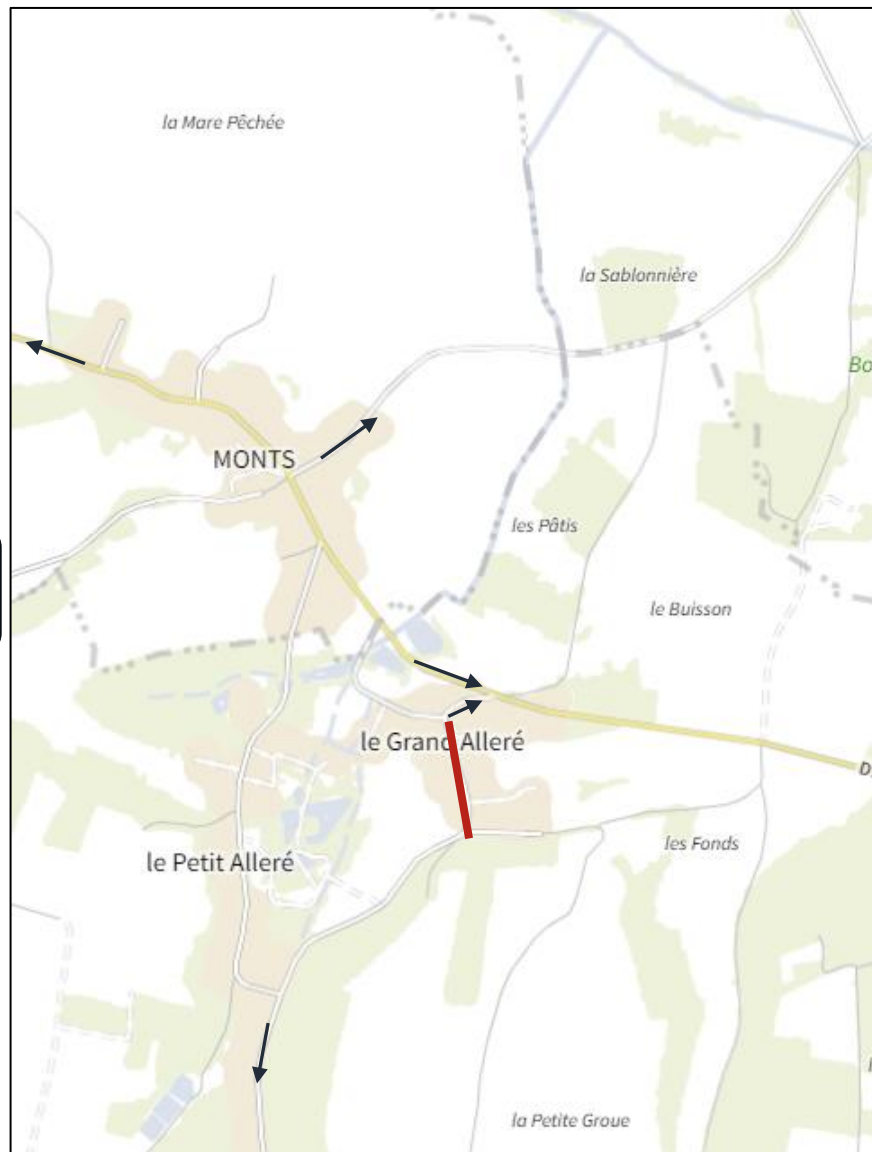 la Mare Pêchée
la Sablonnière
Bo
MONTS
les Pâtis
le Buisson
le Grand Alleré
D
les Fonds
le Petit Alleré
la Petite Groue